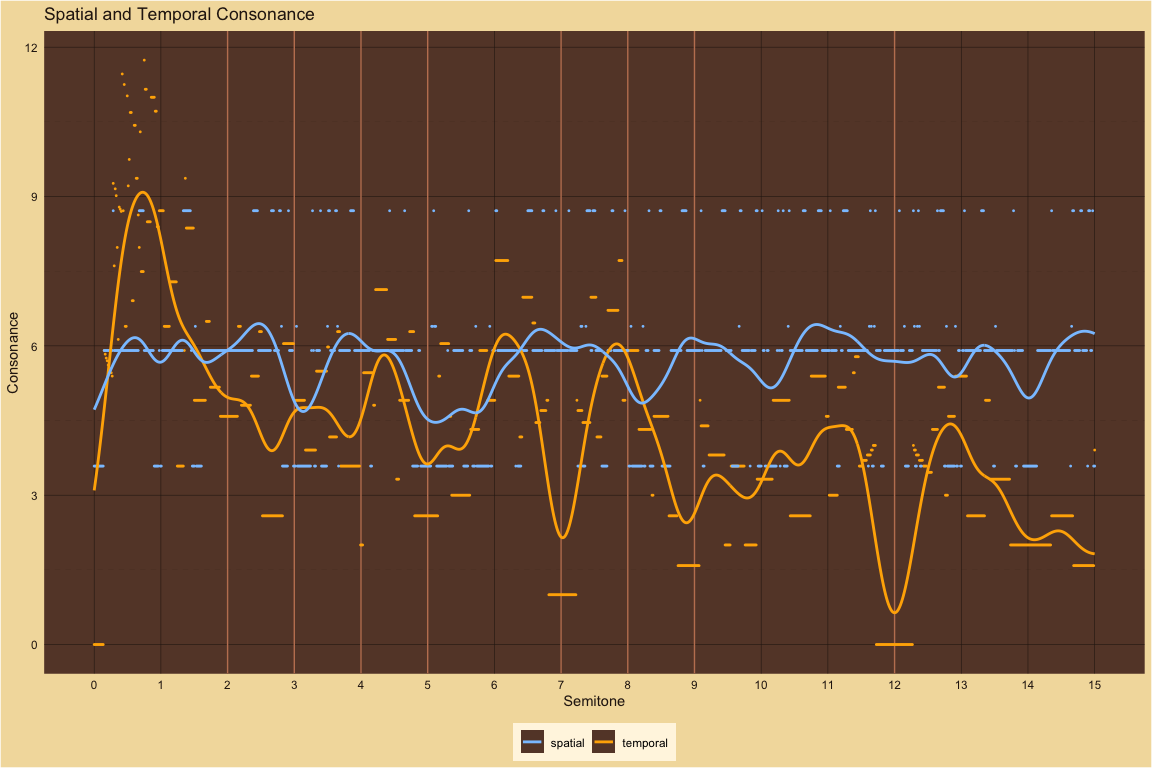 Spatial and Temporal Consonance
Consonance
12
9
6
3
0
0 1 2 3 4 5 6 7 8 9 10 11 12 13 14 15
Semitone
spatial temporal